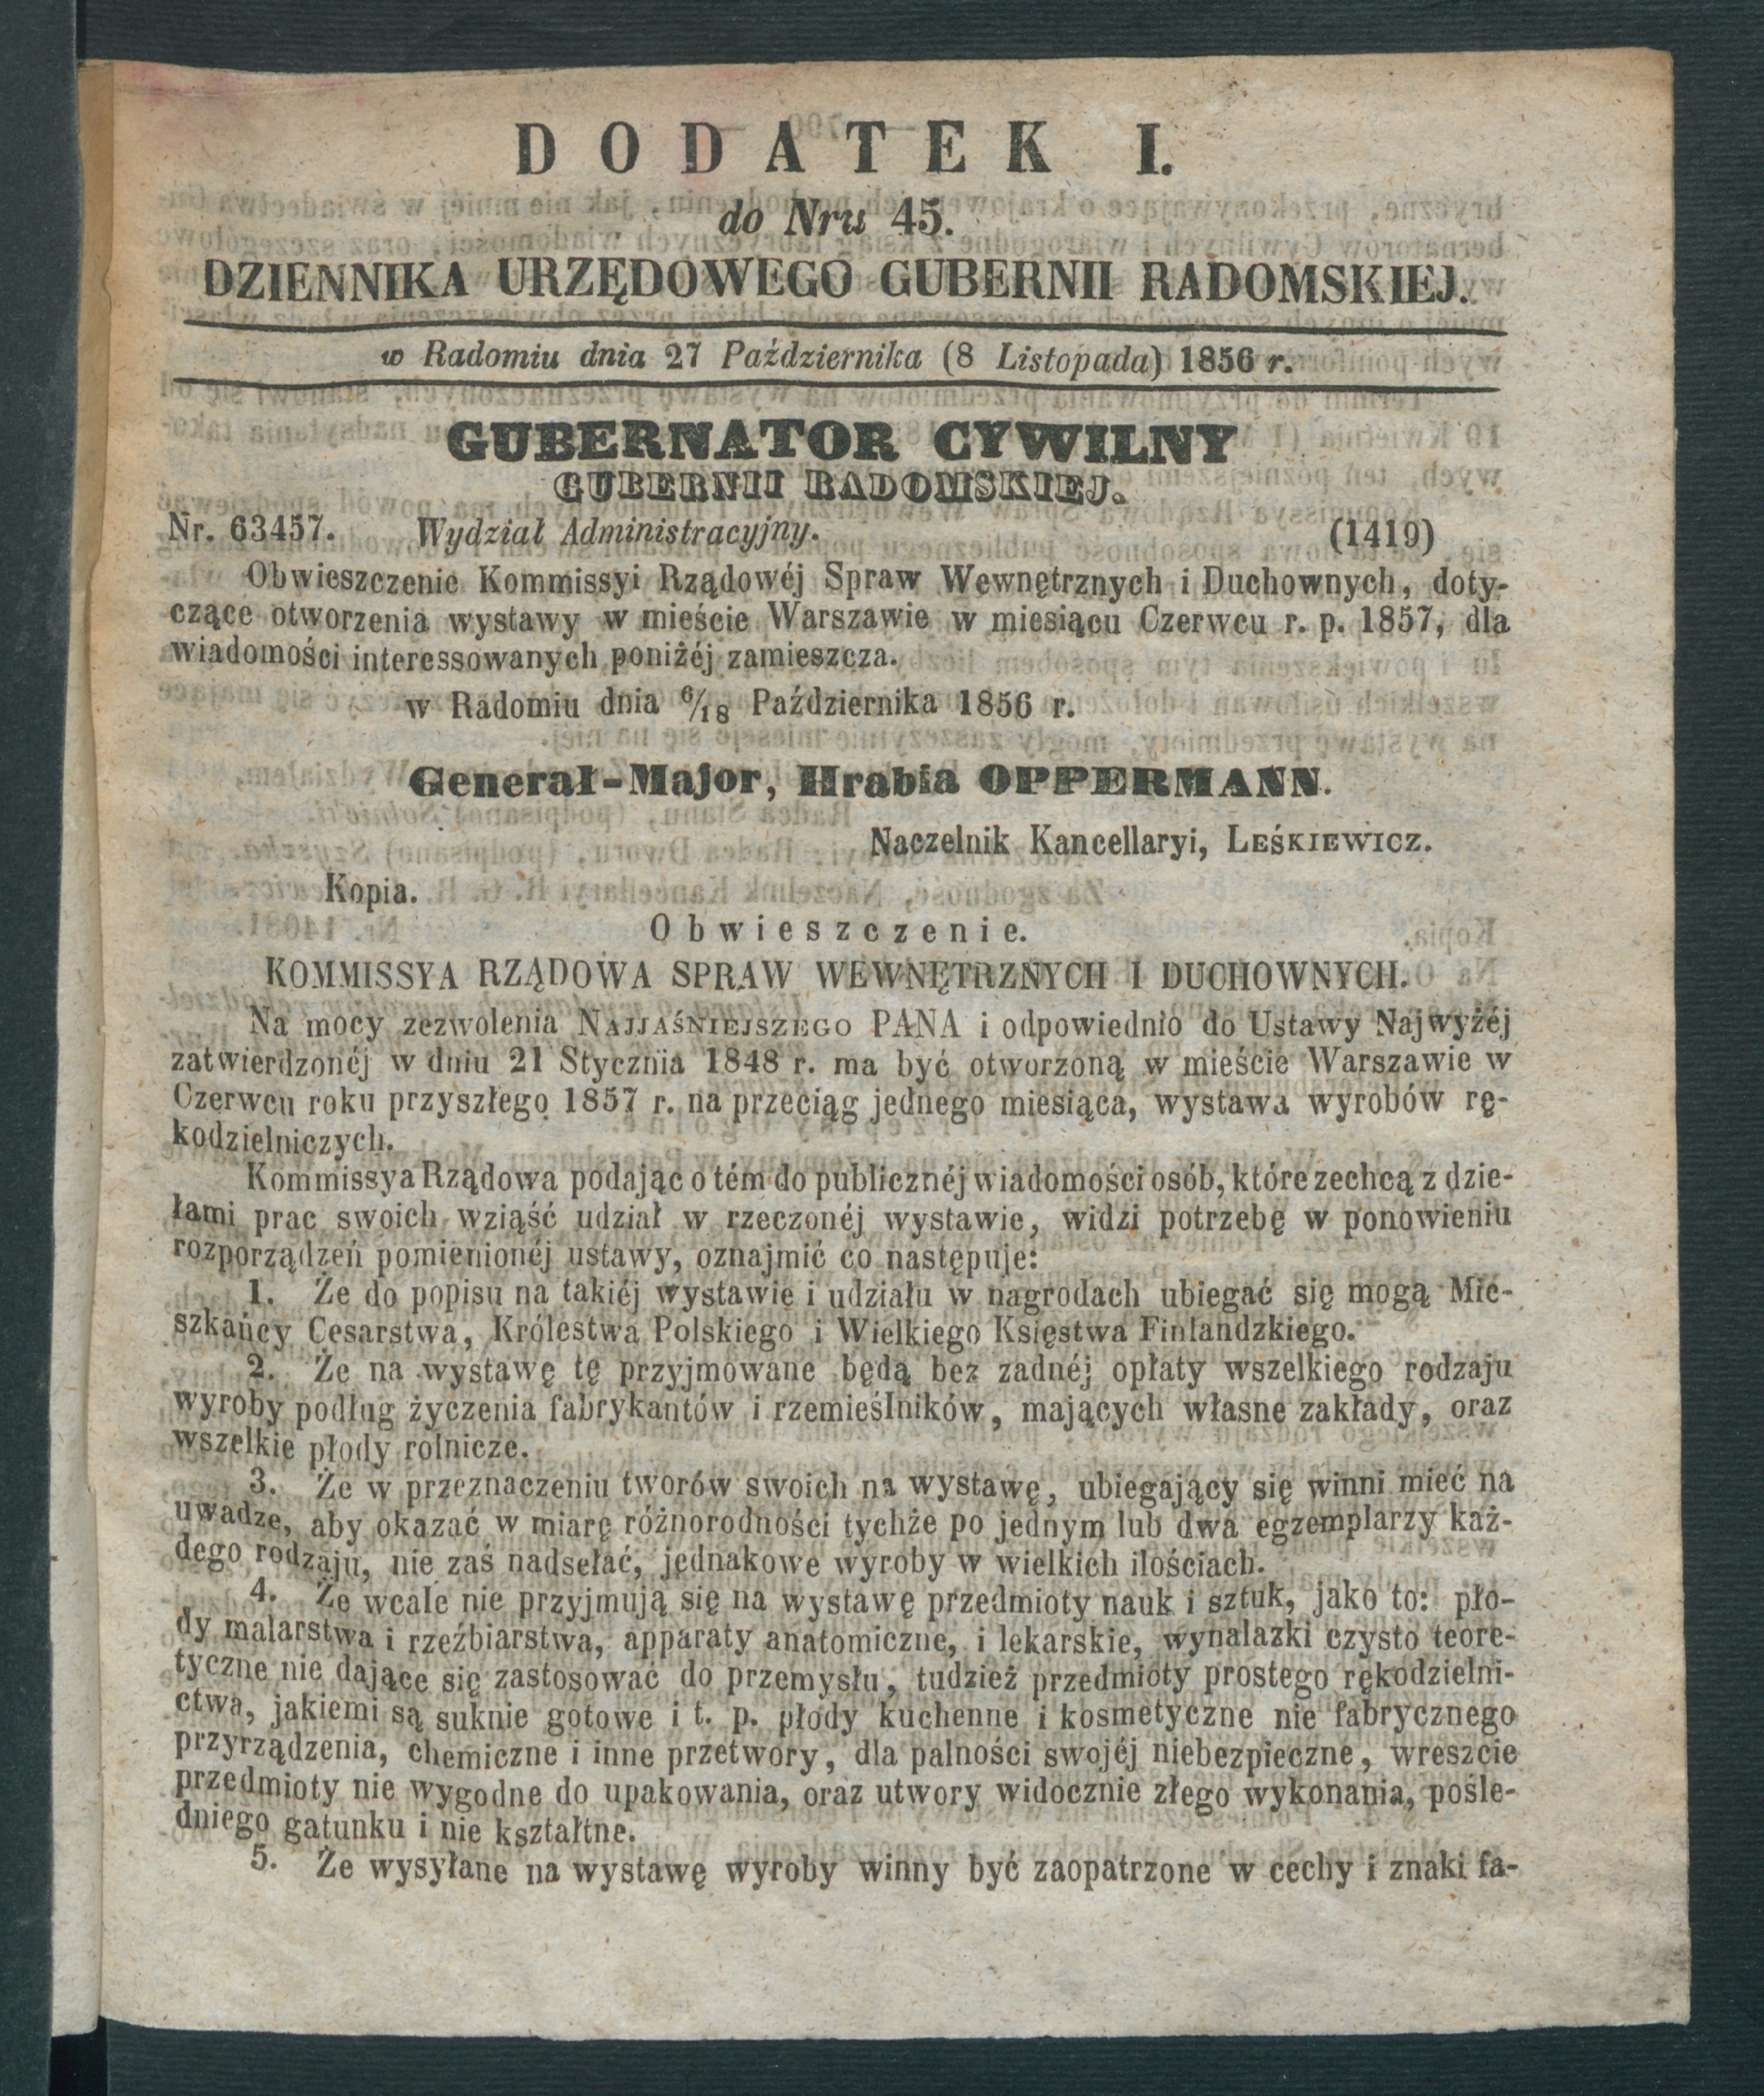 DODATEK I.
do Nru 45.
DZIENNIKA URZĘDOWEGO GUBERNII RADOMSKIEJ.
w Radomiu dnia 27 Października (8 Listopada) 1856 r.
GUBERNATOR CYWILNY
GUBERNII RADOMSKIEJ.
Nr. 63457. Wydział Administracyjny. (1419)
Obwieszczenie Kommissyi Rządowéj Spraw Wewnętrznych i Duchownych, doty-
czące otworzenia wystawy w mieście Warszawie w miesiącu Czerwcu r. p. 1857, dla
wiadomości interessowanych poniżéj zamieszcza.
w Radomiu dnia 6/18 Października 1856 r.
Generał-Major, Hrabia OPPERMANN.
Naczelnik Kancellaryi, LEŚKIEWICZ.
Kopia.
Obwieszczenie.
KOMMISSYA RZĄDOWA SPRAW WEWNĘTRZNYCH I DUCHOWNYCH.
Na mocy zezwolenia NAJJAŚNIEJSZEGO PANA i odpowiednio do Ustawy Najwyżéj
zatwierdzonéj w dniu 21 Stycznia 1848 r. ma być otworzoną w mieście Warszawie w
Czerwcu roku przyszłego 1857 r. na przeciąg jednego miesiąca, wystawa wyrobów rę-
kodzielniczych.
Kommissya Rządowa podając o tém do publicznéj wiadomości osób, które zechcą z dzie-
łami prac swoich wziąść udział w rzeczonéj wystawie, widzi potrzebę w ponowieniu
rozporządzeń pomienionéj ustawy, oznajmić co następuje:
1. Że do popisu na takiéj wystawie i udziału w nagrodach ubiegać się mogą Mie-
szkańcy Cesarstwa, Królestwa Polskiego i Wielkiego Księstwa Finlandzkiego.
2. Że na wystawę tę przyjmowane będą bez zadnéj opłaty wszelkiego rodzaju
wyroby podług życzenia fabrykantów i rzemieślników, mających własne zakłady, oraz
wszelkie płody rolnicze.
3. Że w przeznaczeniu tworów swoich na wystawę, ubiegający się winni mieć na
uwadze, aby okazać w miarę różnorodności tychże po jednym lub dwa egzemplarzy każ-
dego rodzaju, nie zaś nadsełać, jednakowe wyroby w wielkich ilościach.
4. Że wcale nie przyjmują się na wystawę przedmioty nauk i sztuk, jako to: pło-
dy malarstwa i rzeźbiarstwa, apparaty anatomiczne, i lekarskie, wynalazki czysto teore-
tyczne nie dające się zastosować do przemysłu, tudzież przedmioty prostego rękodzielni-
ctwa, jakiemi są suknie gotowe i t. p. płody kuchenne i kosmetyczne nie fabrycznego
przyrządzenia, chemiczne i inne przetwory, dla palności swojéj niebezpieczne, wreszcie
przedmioty nie wygodne do upakowania, oraz utwory widocznie złego wykonania, pośle-
dniego gatunku i nie kształtne.
5. Że wysyłane na wystawę wyroby winny być zaopatrzone w cechy i znaki fa-